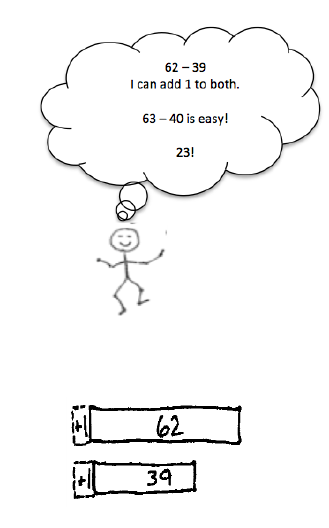 62 – 39
I can add 1 to both.
63 – 40 is easy!
23!
+1 62
+1 39